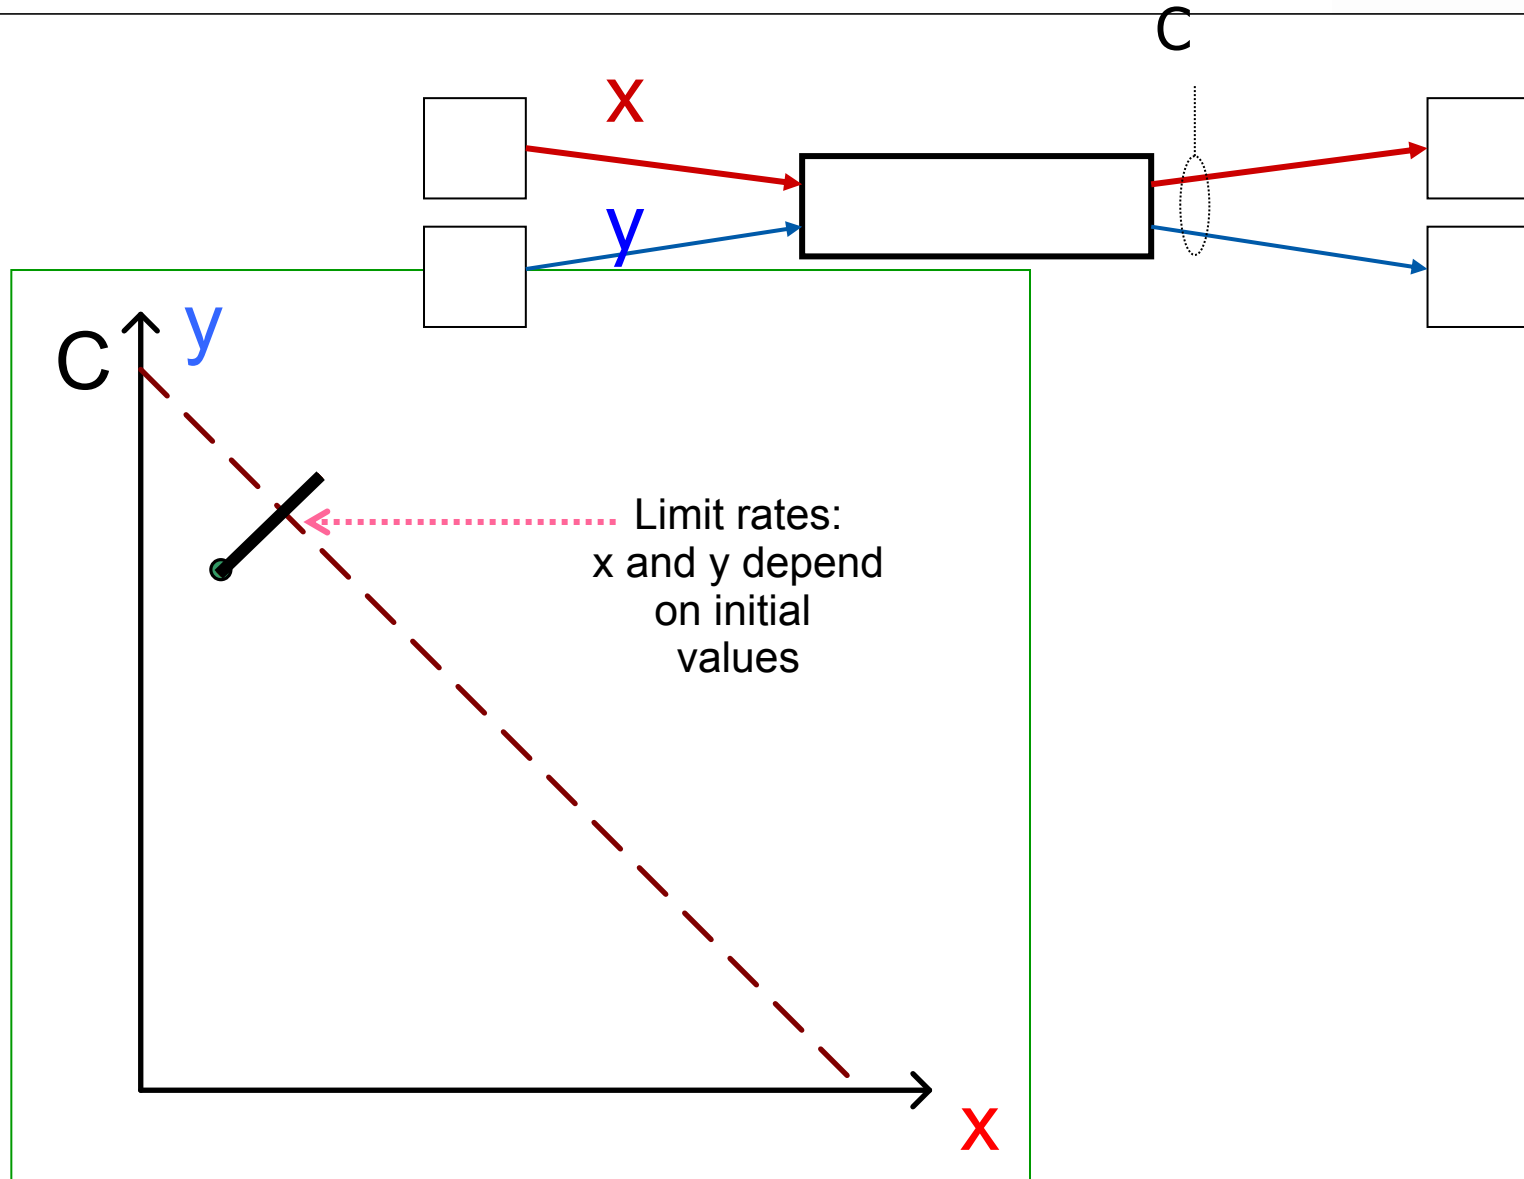 C
x
y
y
C
Limit rates:
x and y depend
on initial
values
x